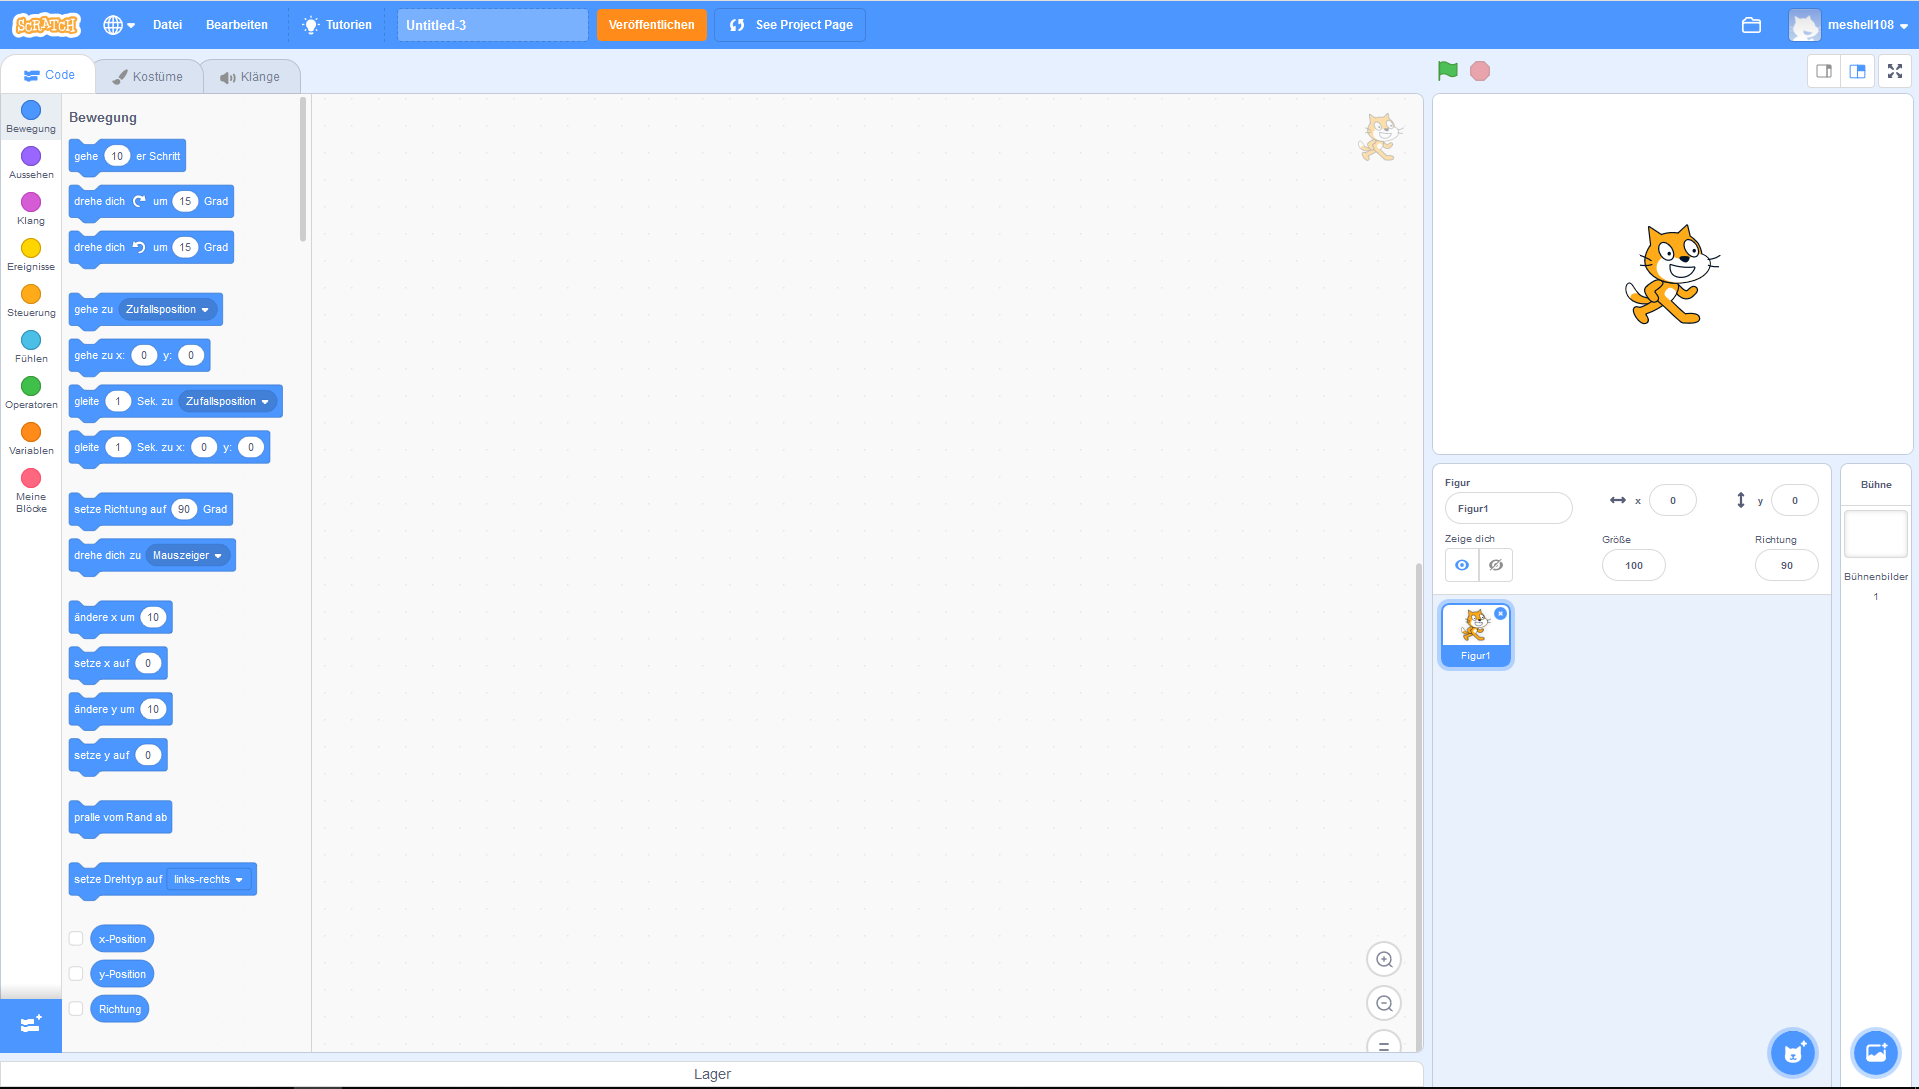 SCRATCH
Datei
Bearbeiten
Tutorien
Untitled-3
Veröffentlichen
See Project Page
meshell108
Code
Kostüme
Klänge
Bewegung
Aussehen
Klang
Ereignisse
Steuerung
Fühlen
Operatoren
Variablen
Meine
Blöcke
Bewegung
gehe 10 er Schritt
drehe dich um 15 Grad
drehe dich um 15 Grad
gehe zu Zufallsposition
gehe zu x: 0 y: 0
gleite 1 Sek. zu Zufallsposition
gleite 1 Sek. zu x: 0 y: 0
setze Richtung auf 90 Grad
drehe dich zu Mauszeiger
ändere x um 10
setze x auf 0
ändere y um 10
setze y auf 0
pralle vom Rand ab
setze Drehtyp auf links-rechts
x-Position
y-Position
Richtung
Lager
Figur
Figur1
x 0
y 0
Zeige dich
Größe
100
Richtung
90
Figur1
Bühne
Bühnenbilder
1